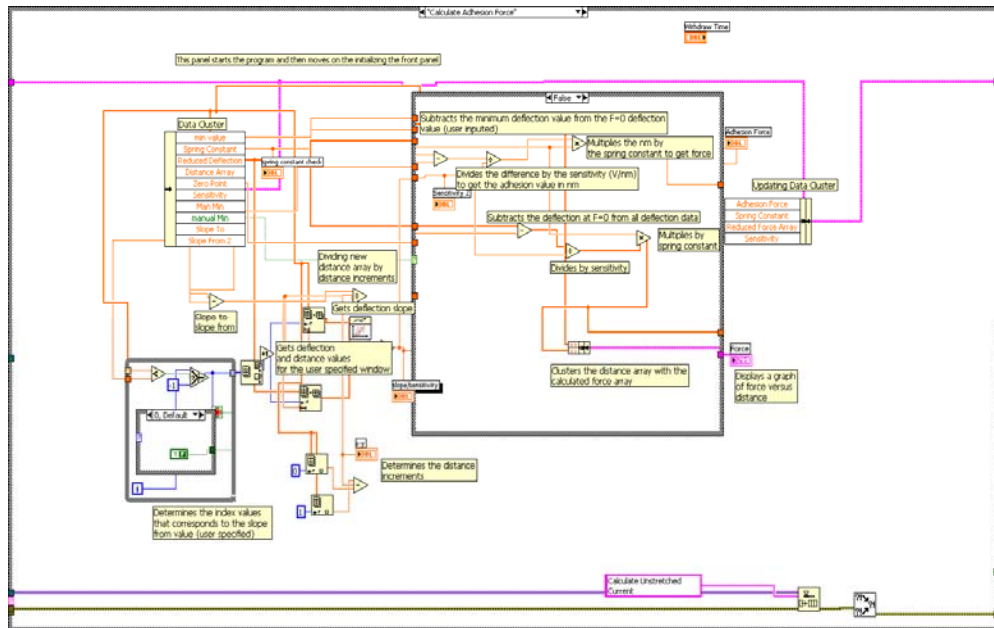 "Calculate Adhesion Force"
Withdraw Time
DBL
This panel starts the program and then moves on the initializing the front panel
False
Data Cluster
min value
Spring Constant
Reduced Deflection
Distance Array
Zero Point
Sensitivity
Man Min
manual Min
Slope To
Slope From 2
spring constant check
DBL
Subtracts the minimum deflection value from the F=0 deflection
value (user inputed)
Multiplies the nm by
the spring constant to get force
Divides the difference by the sensitivity (V/nm)
to get the adhesion value in nm
Sensitivity 2
DBL
Subtracts the deflection at F=0 from all deflection data
Multiplies by
spring constant
Divides by sensitivity
Clusters the distance array with the
calculated force array
Adhesion Force
DBL
Updating Data Cluster
Adhesion Force
Spring Constant
Reduced Force Array
Sensitivity
Force
Displays a graph
of force versus
distance
Dividing new
distance array by
distance increments
Gets deflection slope
Slope to-
slope from
Gets deflection
and distance values
for the user specified window
slope/sensitivity
DBL
-1
0, Default
i
Determines the index values
that corresponds to the slope
from value (user specified)
DBL
0
1
Determines the distance
increments
Calculate Unstretched
Current